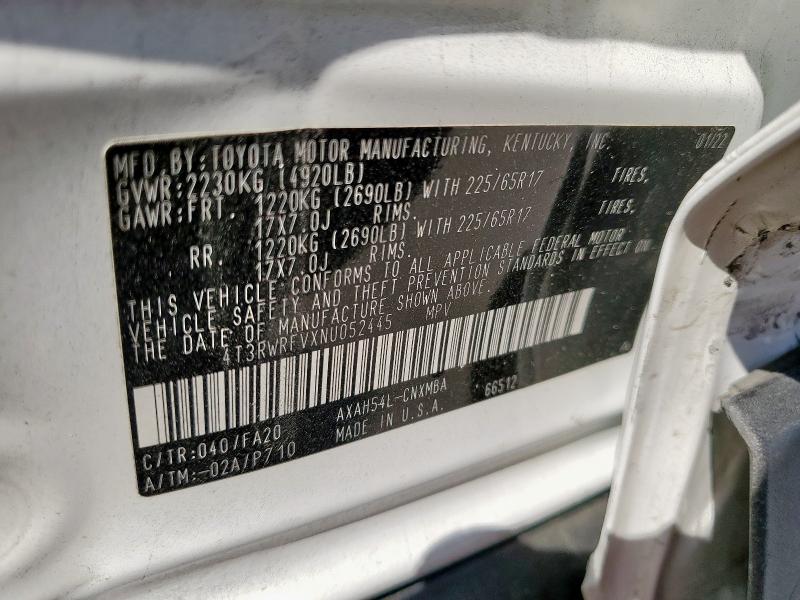 MFD. BY: TOYOTA MOTOR MANUFACTURING, KENTUCKY, INC. 01/22
GVWR: 2230KG (4920LB)
GAWR: FRT. 1220KG (2690LB) WITH 225/65R17 TIRES,
17X7.0J RIMS.
RR. 1220KG (2690LB) WITH 225/65R17 TIRES,
17X7.0J RIMS.
THIS VEHICLE CONFORMS TO ALL APPLICABLE FEDERAL MOTOR
VEHICLE SAFETY AND THEFT PREVENTION STANDARDS IN EFFECT ON
THE DATE OF MANUFACTURE SHOWN ABOVE.
4T3RWRFVXNU052445 MPV
C/TR: 040/FA20 AXAH54L-CNXMBA 66512
A/TM: -02A/P710 MADE IN U.S.A.